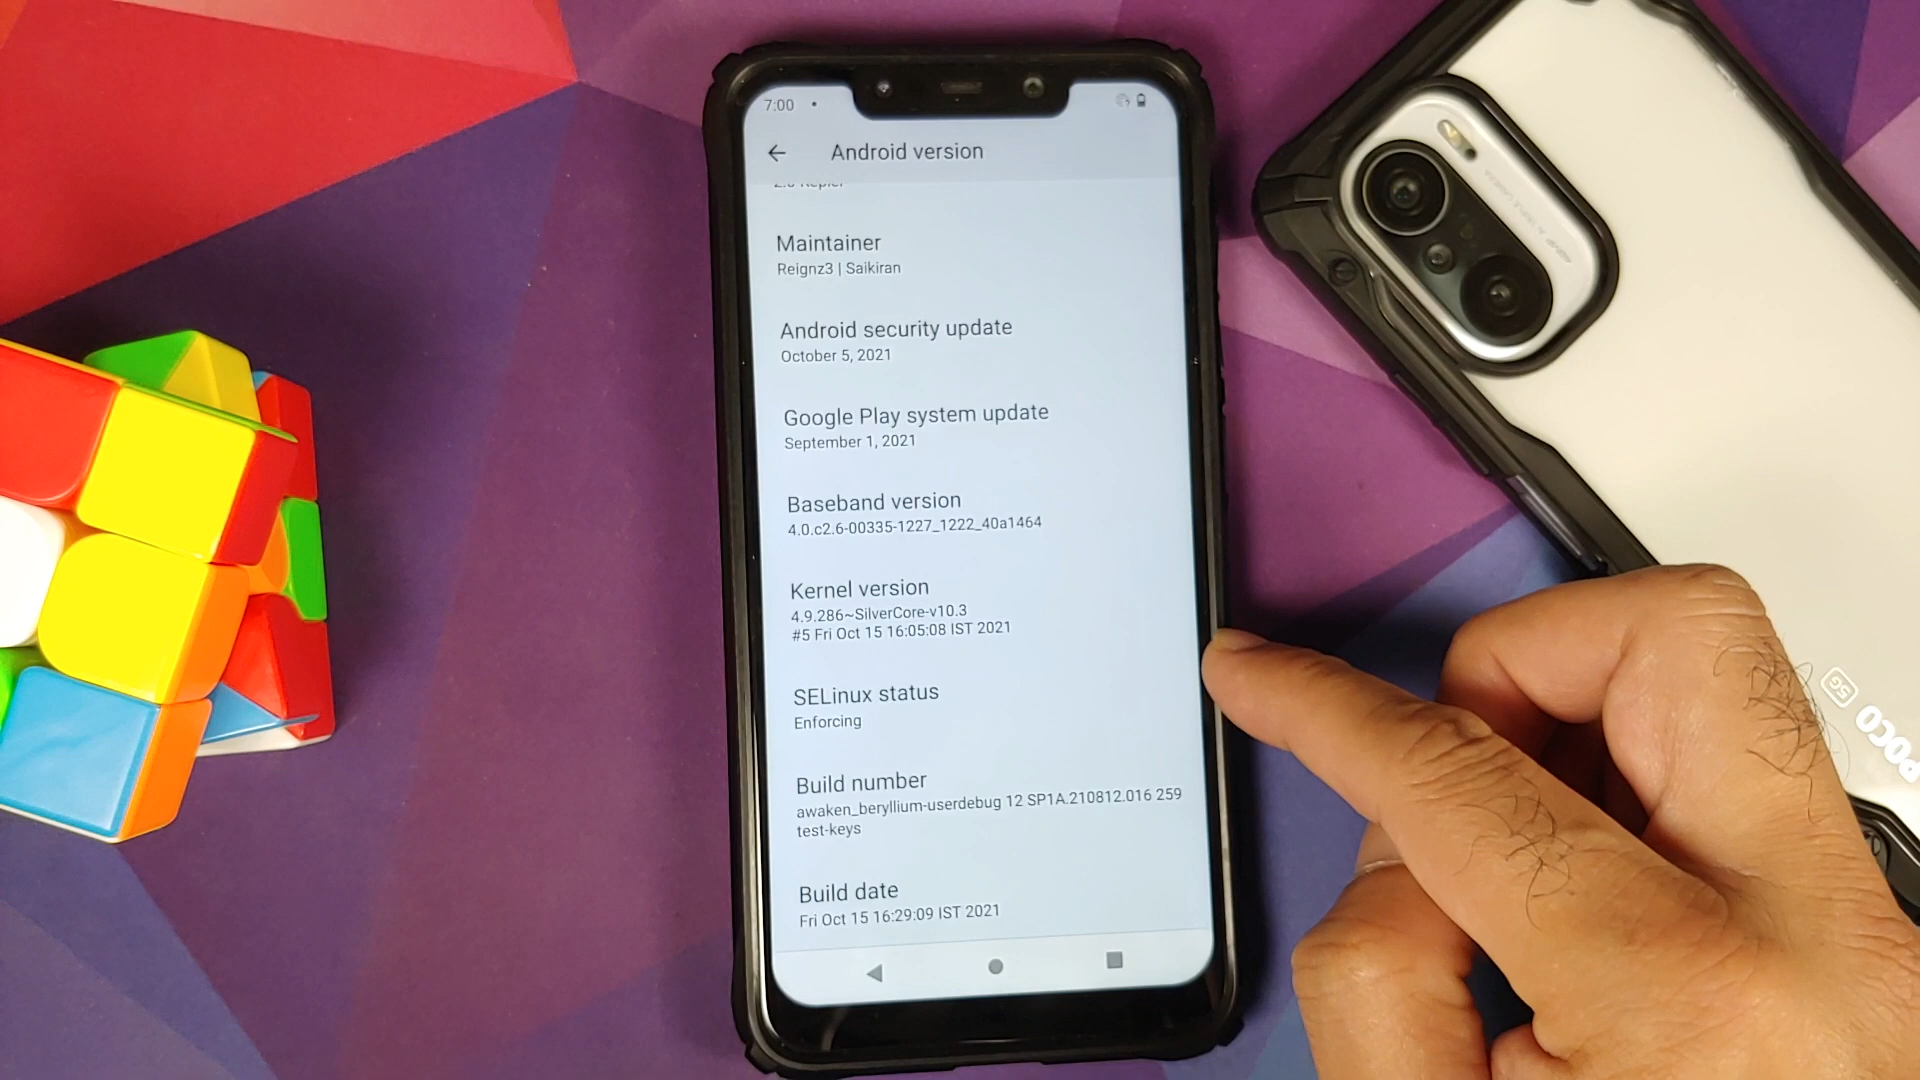 7:00
Android version
Maintainer
Reignz3 | Saikiran
Android security update
October 5, 2021
Google Play system update
September 1, 2021
Baseband version
4.0.c2.6-00335-1227_1222_40a1464
Kernel version
4.9.286~SilverCore-v10.3
#5 Fri Oct 15 16:05:08 IST 2021
SELinux status
Enforcing
Build number
awaken_beryllium-userdebug 12 SP1A.210812.016 259
test-keys
Build date
Fri Oct 15 16:29:09 IST 2021
POCO
5G